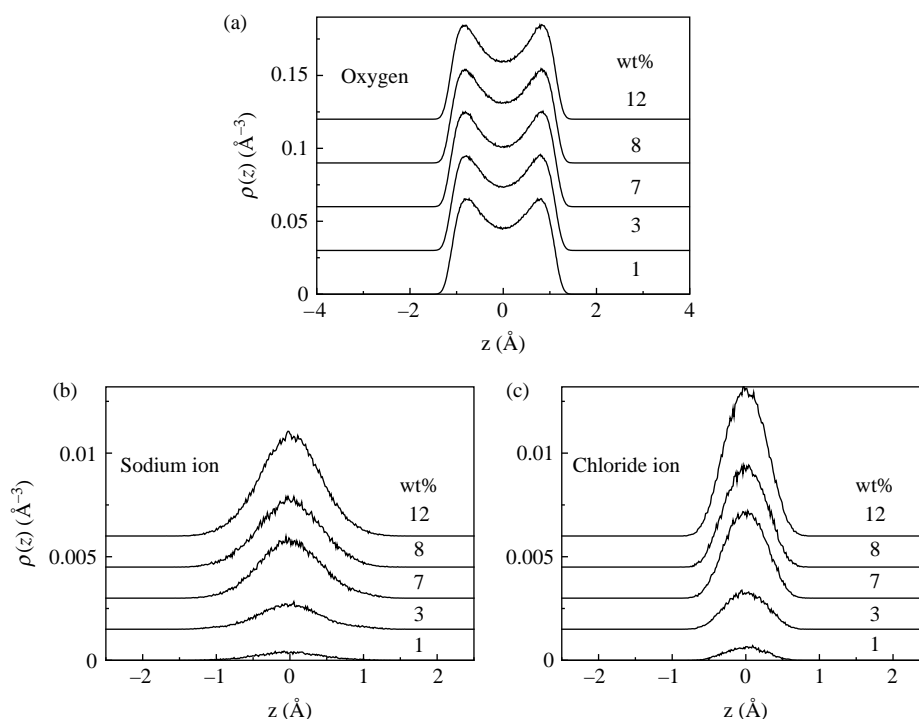 (a)
Oxygen
wt%
12
8
7
3
1
0.15
0.1
0.05
0
ρ(z) (Å⁻³)
−4
−2
0
2
4
z (Å)
(b)
Sodium ion
wt%
12
8
7
3
1
0.01
0.005
0
ρ(z) (Å⁻³)
−2
−1
0
1
2
z (Å)
(c)
Chloride ion
wt%
12
8
7
3
1
0.01
0.005
0
−2
−1
0
1
2
z (Å)